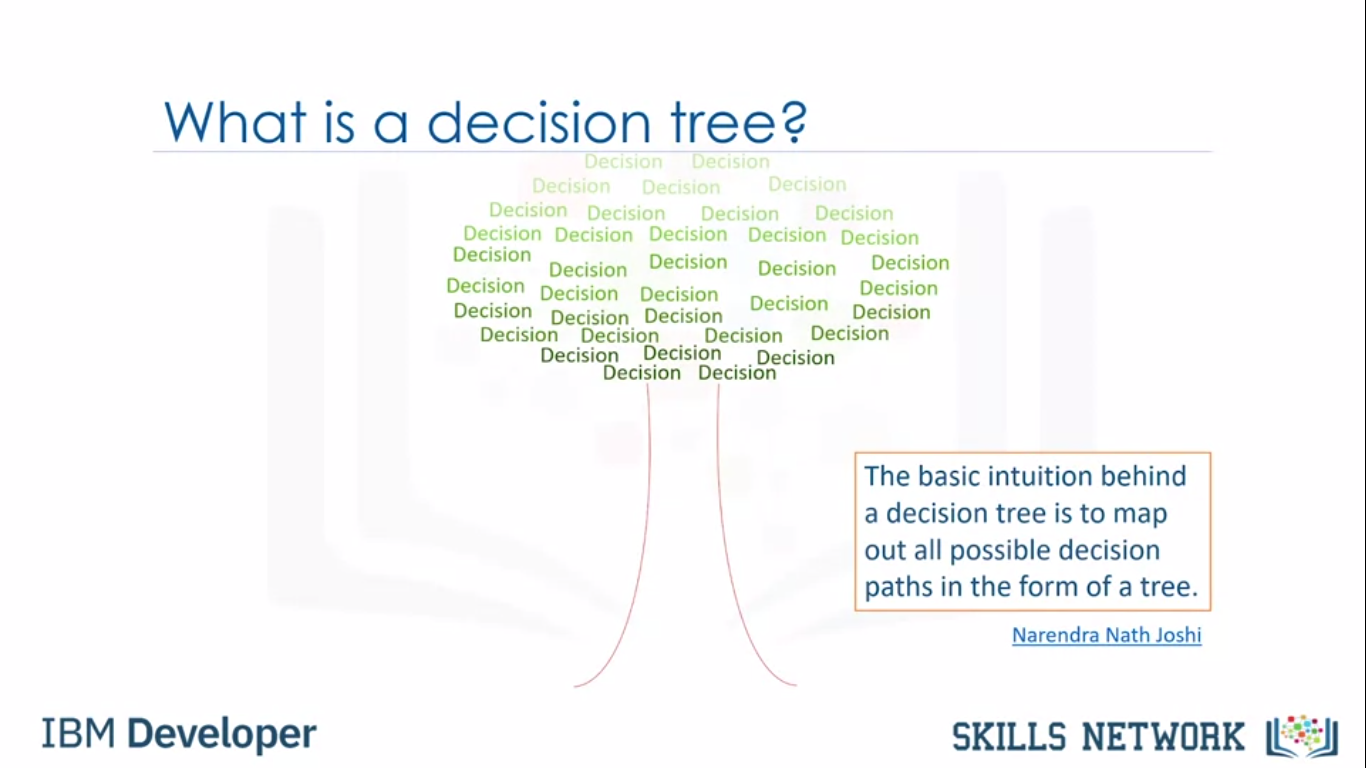 What is a decision tree?
Decision Decision
Decision Decision Decision
Decision Decision Decision Decision
Decision Decision Decision Decision Decision
Decision Decision Decision Decision Decision
Decision Decision Decision Decision Decision
Decision Decision Decision Decision
Decision Decision Decision Decision
Decision Decision Decision
Decision Decision
The basic intuition behind
a decision tree is to map
out all possible decision
paths in the form of a tree.
Narendra Nath Joshi
IBM Developer
SKILLS NETWORK